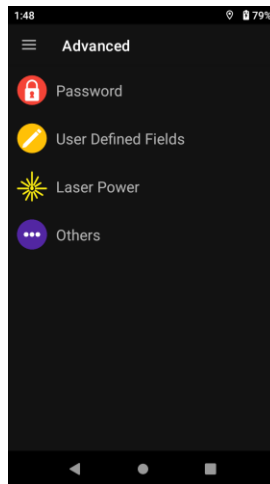 1:48
79%
Advanced
Password
User Defined Fields
Laser Power
Others